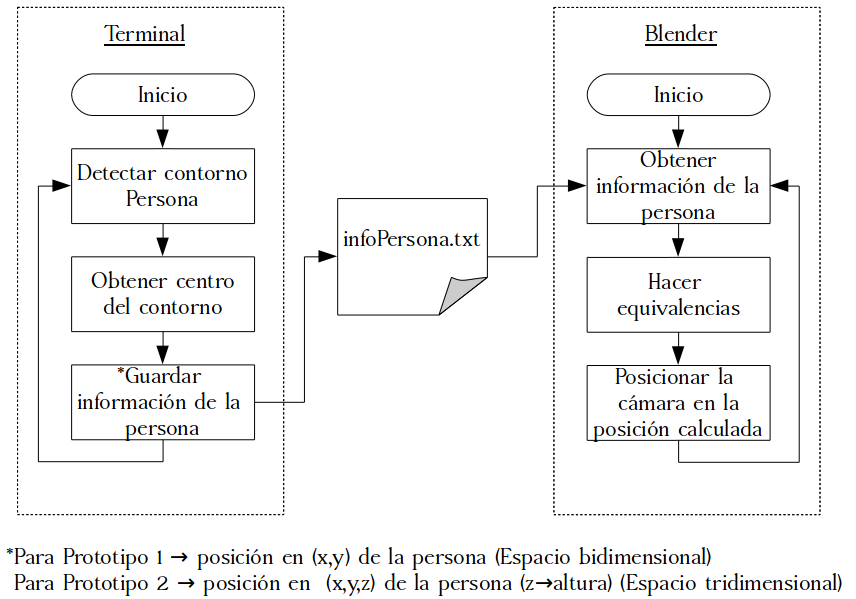 Terminal
Inicio
Detectar contorno
Persona
Obtener centro
del contorno
*Guardar
información de la
persona
infoPersona.txt
Blender
Inicio
Obtener
información de la
persona
Hacer
equivalencias
Posicionar la
cámara en la
posición calculada
*Para Prototipo 1 → posición en (x,y) de la persona (Espacio bidimensional)
Para Prototipo 2 → posición en (x,y,z) de la persona (z→altura) (Espacio tridimensional)